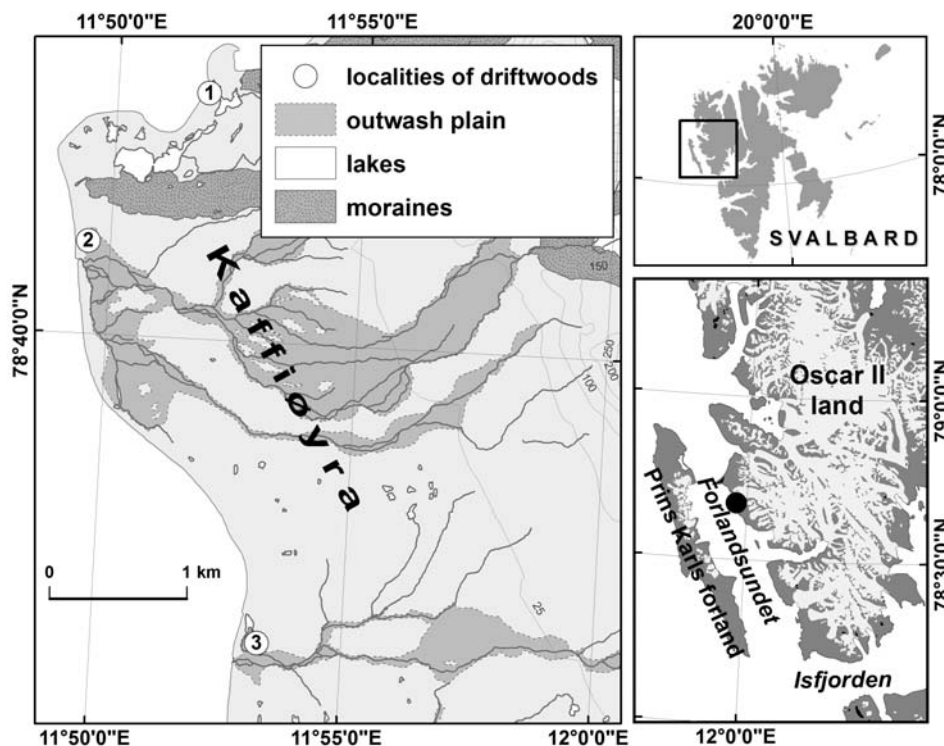 11°50'0"E
11°55'0"E
20°0'0"E
1
localities of driftwoods
outwash plain
lakes
moraines
78°0'0"N
SVALBARD
2
Kaffiøyra
150
78°40'0"N
250
200
100
Oscar II
land
79°0'0"N
Prins Karls forland
Forlandsundet
78°30'0"N
0
1 km
25
3
Isfjorden
11°50'0"E
11°55'0"E
12°0'0"E
12°0'0"E